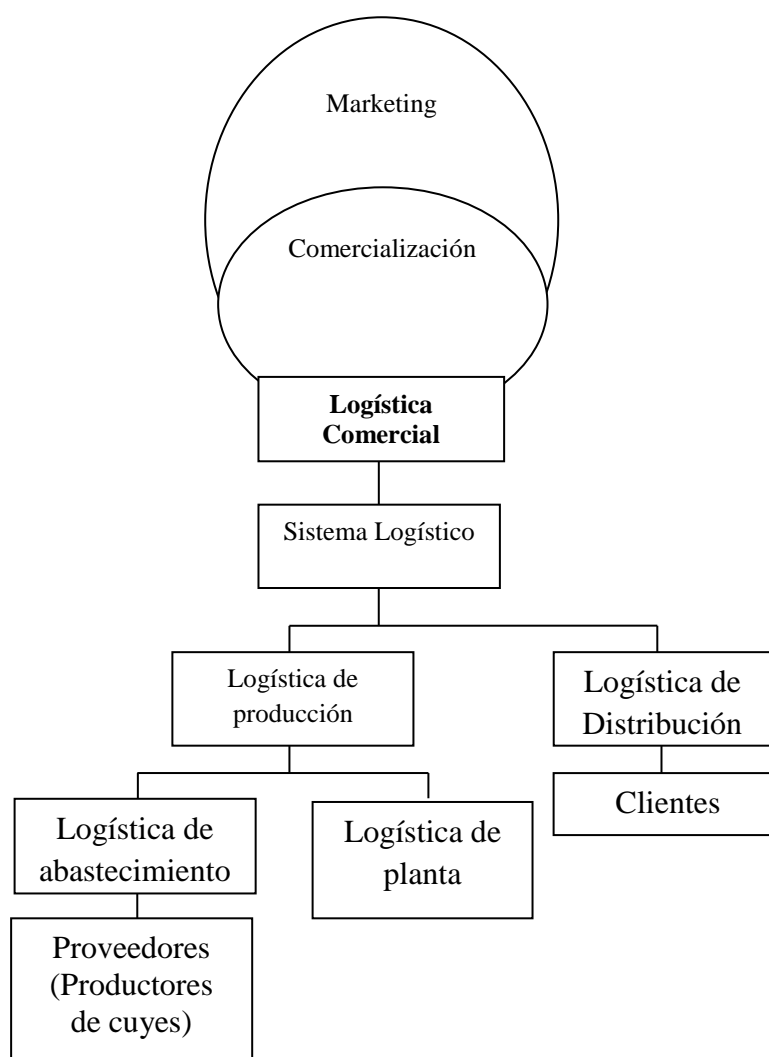 Marketing
Comercialización
Logística
Comercial
Sistema Logístico
Logística de
producción
Logística de
Distribución
Clientes
Logística de
abastecimiento
Logística de
planta
Proveedores
(Productores
de cuyes)